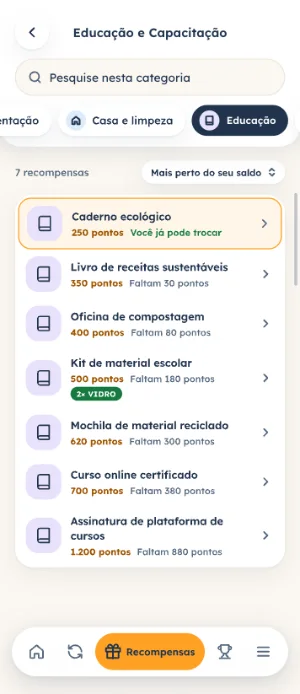 Educação e Capacitação
Pesquise nesta categoria
entação
Casa e limpeza
Educação
7 recompensas
Mais perto do seu saldo
Caderno ecológico
250 pontos Você já pode trocar
Livro de receitas sustentáveis
350 pontos Faltam 30 pontos
Oficina de compostagem
400 pontos Faltam 80 pontos
Kit de material escolar
500 pontos Faltam 180 pontos
2× VIDRO
Mochila de material reciclado
620 pontos Faltam 300 pontos
Curso online certificado
700 pontos Faltam 380 pontos
Assinatura de plataforma de
cursos
1.200 pontos Faltam 880 pontos
Recompensas